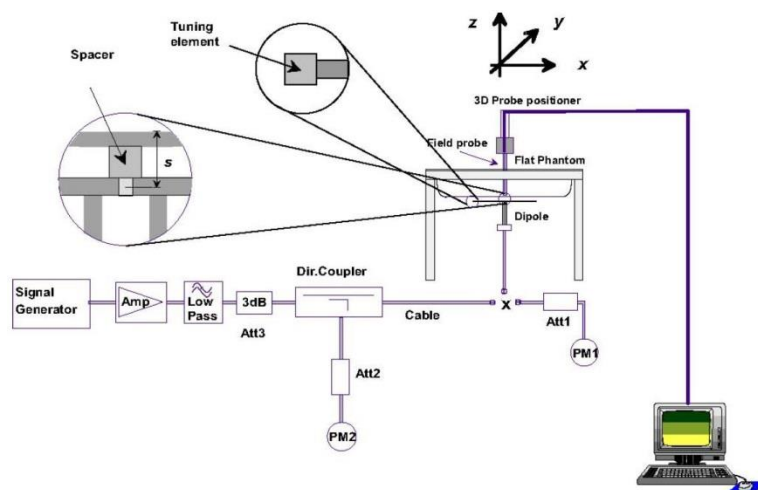 Tuning
element
z
y
x
Spacer
3D Probe positioner
Field probe
Flat Phantom
s
Dipole
Dir.Coupler
Signal
Generator
Amp
Low
Pass
3dB
Att3
Cable
x
Att1
PM1
Att2
PM2